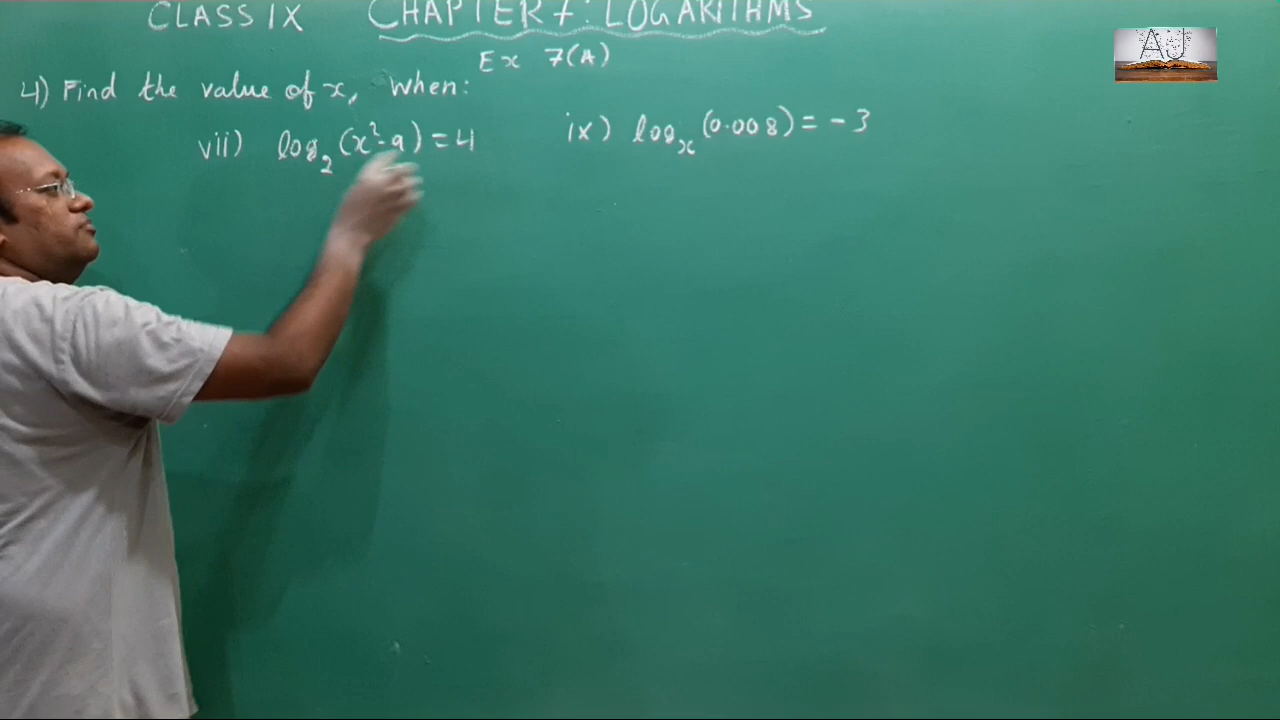 CLASS IX CHAPTER 7: LOGARITHMS
Ex 7(A)
4) Find the value of x, when:
vii) log₂(x²-9)=4 ix) logₓ(0.008)=-3
AJ